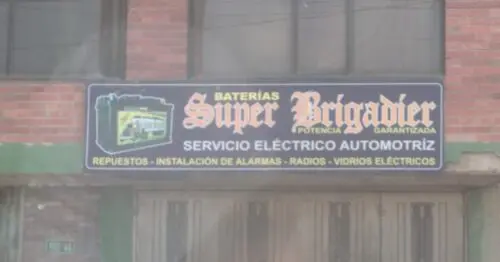 BATERÍAS
Super Brigadier
POTENCIA GARANTIZADA
SERVICIO ELÉCTRICO AUTOMOTRÍZ
REPUESTOS - INSTALACIÓN DE ALARMAS - RADIOS - VIDRIOS ELÉCTRICOS